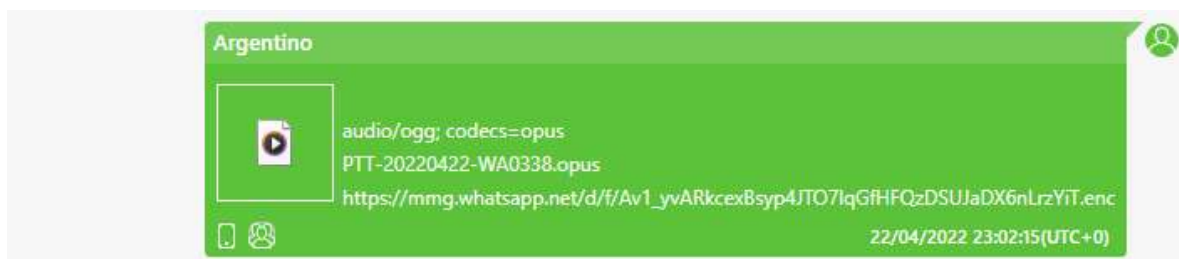 Argentino
audio/ogg; codecs=opus
PTT-20220422-WA0338.opus
https://mmg.whatsapp.net/d/f/Av1_yvARkcexBsyp4JTO7lqGfHFQzDSUJaDX6nLrzYiT.enc
22/04/2022 23:02:15(UTC+0)